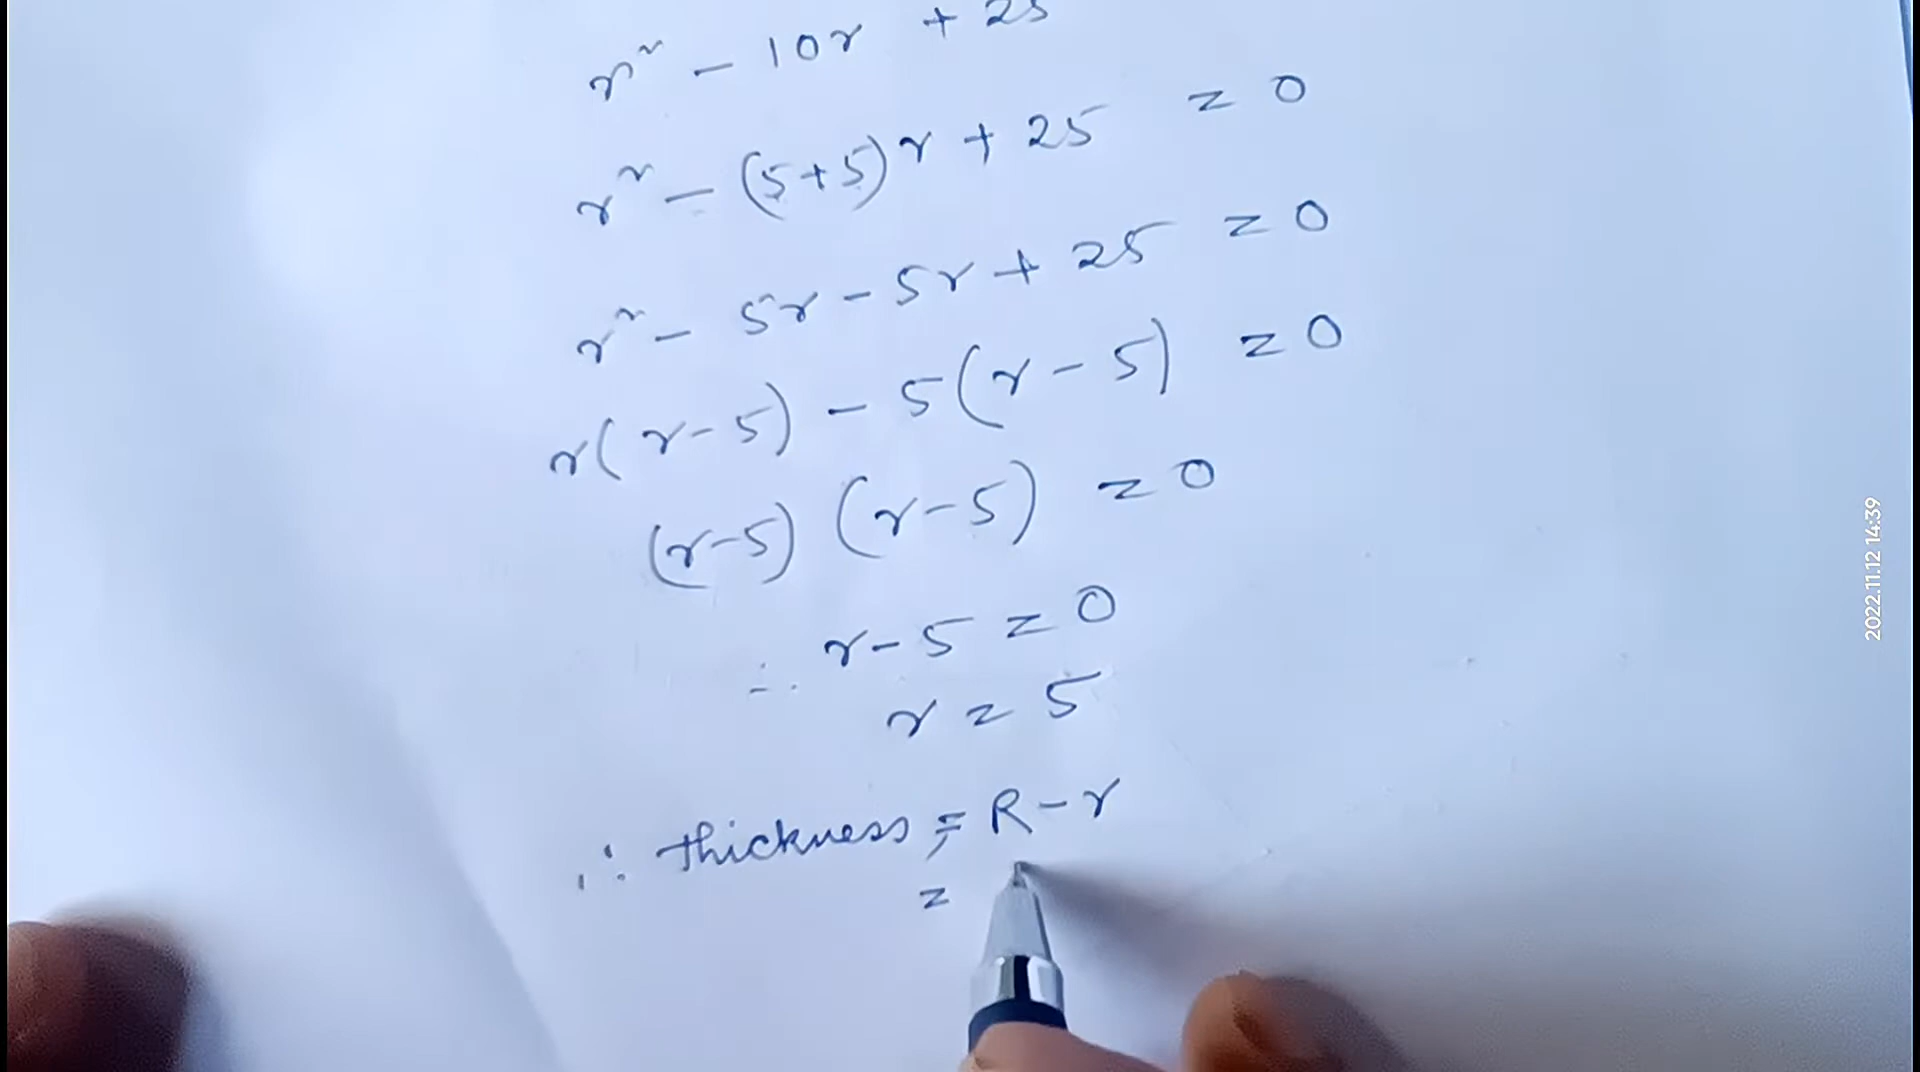 r² - 10r + 25
r² - (5+5)r + 25 = 0
r² - 5r - 5r + 25 = 0
r(r-5) - 5(r-5) = 0
(r-5) (r-5) = 0
∴ r-5 = 0
r = 5
∴ thickness = R-r
=
2022.11.12 14:39